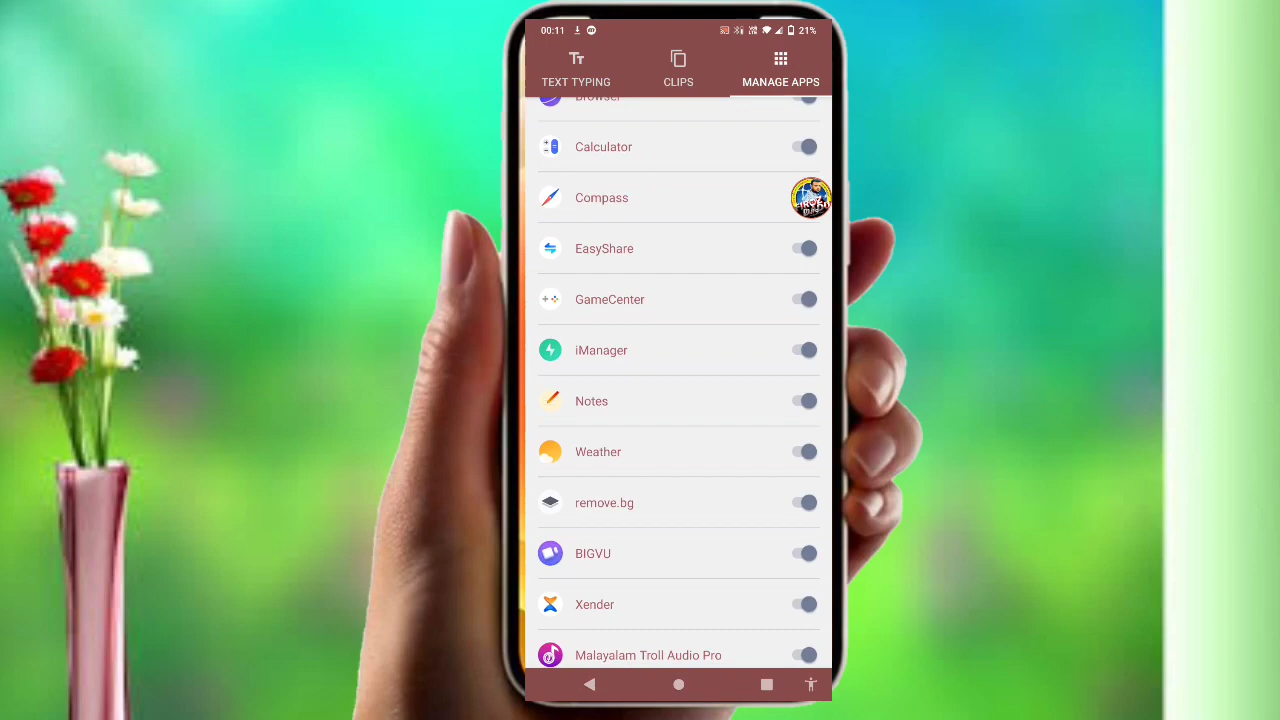 00:11
21%
TEXT TYPING CLIPS MANAGE APPS
Browser
Calculator
Compass
EasyShare
GameCenter
iManager
Notes
Weather
remove.bg
BIGVU
Xender
Malayalam Troll Audio Pro